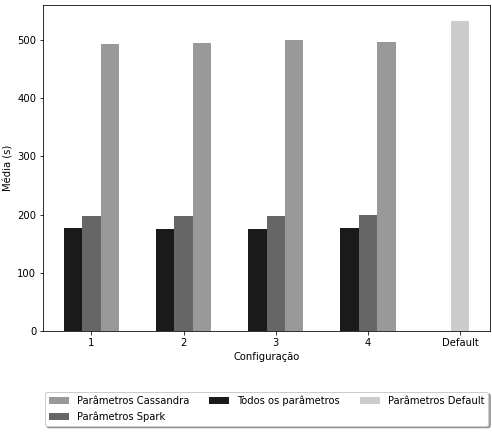 Média (s)
500
400
300
200
100
0
1 2 3 4 Default
Configuração
Parâmetros Cassandra Todos os parâmetros Parâmetros Default
Parâmetros Spark